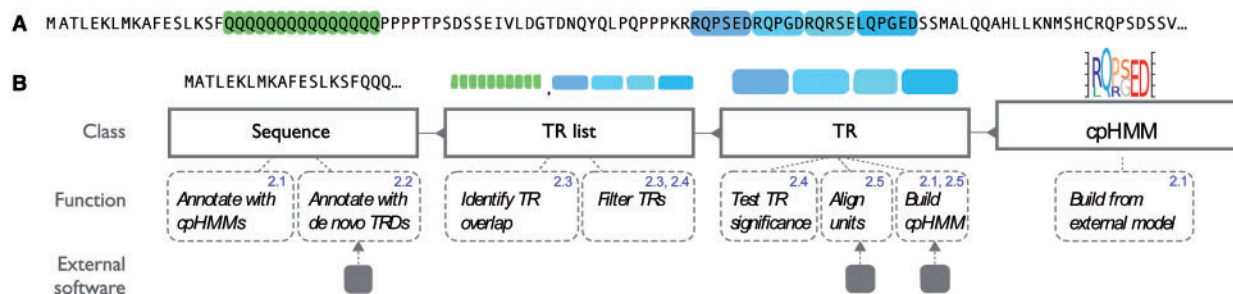 A MATLEKLMKAFESLKSFQQQQQQQQQQQQQQQPPPPTPSDSSEIVLDGTDNQYQLPQPPPKRRQPSEDRQPGDRQRSELQPGEDSSMALQQAHLLKNMSHCRQPSDSSV…
B MATLEKLMKAFESLKSFQQQ… ,
Class Sequence TR list TR cpHMM
Function
2.1 2.2 2.3 2.3, 2.4 2.4 2.5 2.1, 2.5 2.1
Annotate with Annotate with Identify TR Filter TRs Test TR Align Build Build from
cpHMMs de novo TRDs overlap significance units cpHMM external model
External
software